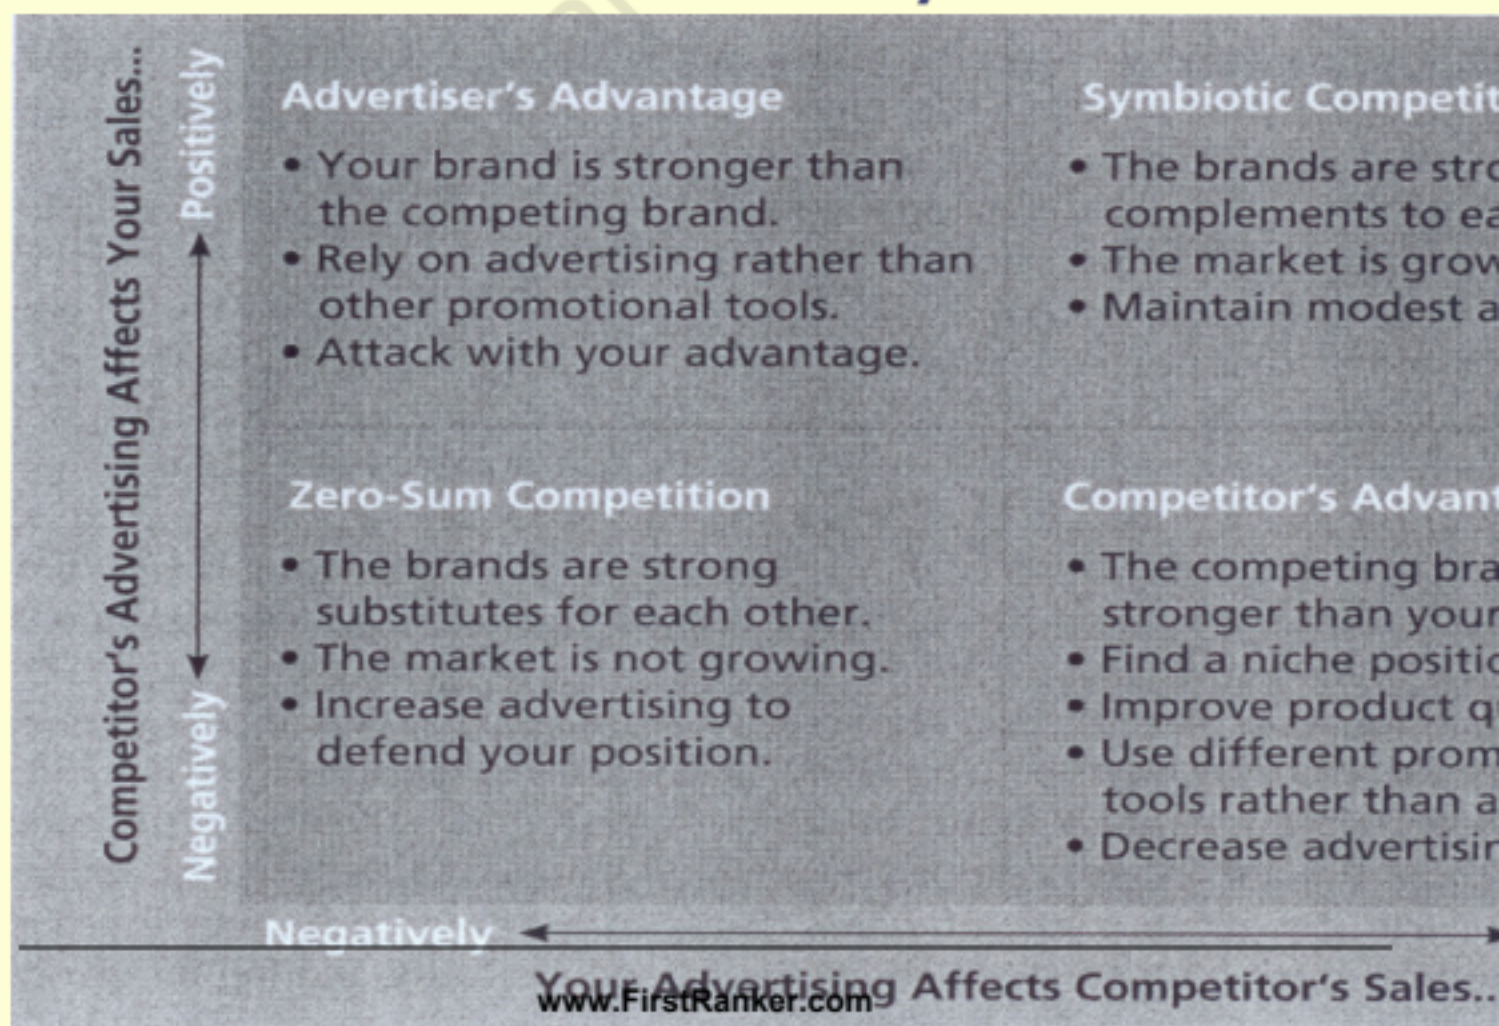 Competitor's Advertising Affects Your Sales...
Positively
Negatively
Advertiser's Advantage
• Your brand is stronger than
the competing brand.
• Rely on advertising rather than
other promotional tools.
• Attack with your advantage.
Symbiotic Competit
• The brands are stro
complements to ea
• The market is grow
• Maintain modest a
Zero-Sum Competition
• The brands are strong
substitutes for each other.
• The market is not growing.
• Increase advertising to
defend your position.
Competitor's Advant
• The competing bra
stronger than your
• Find a niche positio
• Improve product qu
• Use different prom
tools rather than a
• Decrease advertisin
Negatively
Your Advertising Affects Competitor's Sales..
www.FirstRanker.com